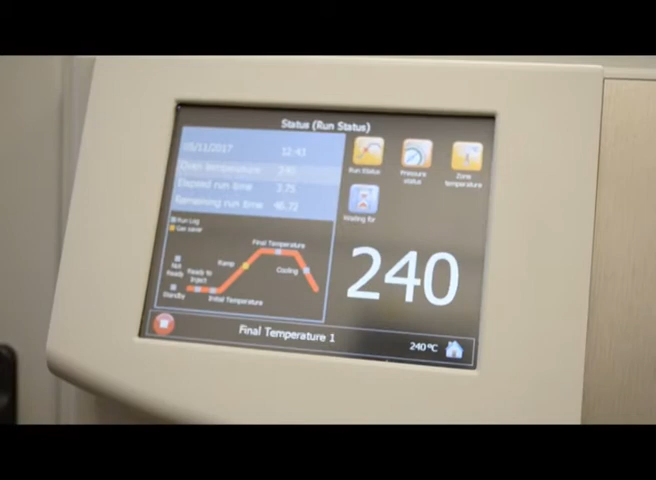 Status (Run Status)
05/11/2017 12:43
Oven temperature 240
Elapsed run time 3.75
Remaining run time 46.72
Run Status
Pressure status
Zone temperature
Waiting for
Run Log
Gas saver
Final Temperature
Ramp
Cooling
Not Ready
Ready to Inject
Standby
Initial Temperature
240
Final Temperature 1
240°C